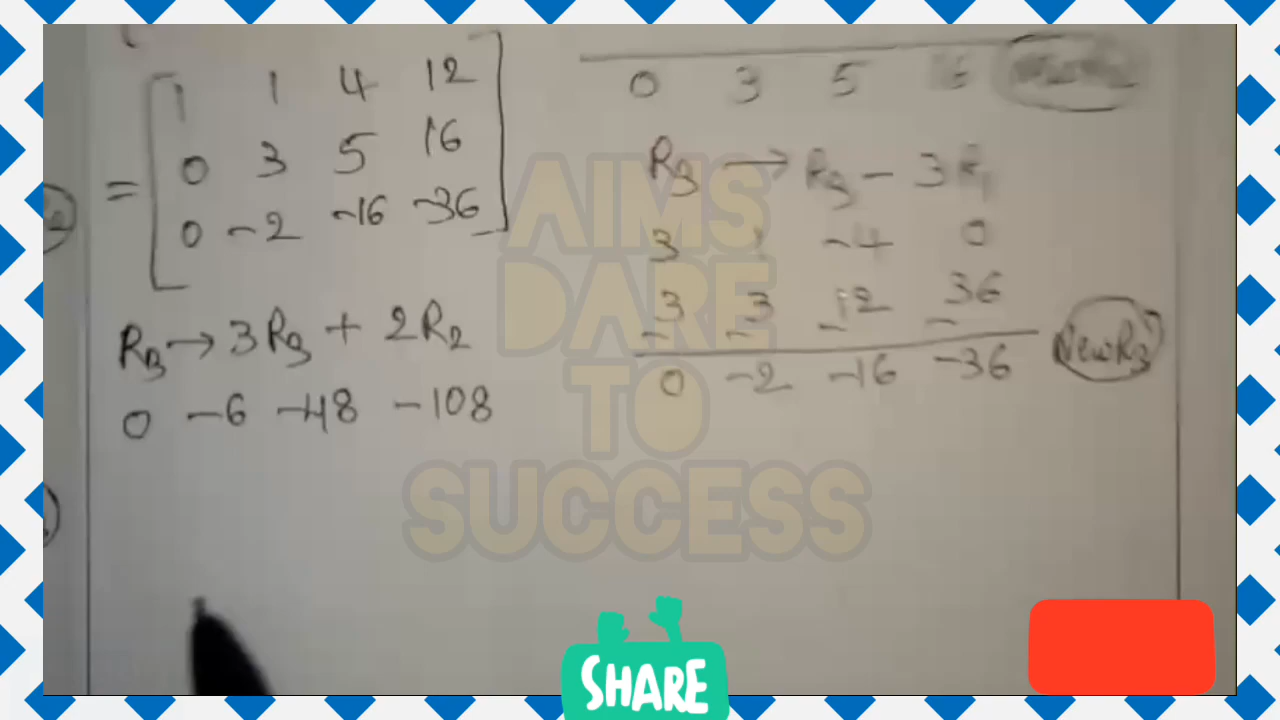 1 1 4 12
= 0 3 5 16
0 -2 -16 -36
R3 → 3R3 + 2R2
0 -6 -48 -108
0 3 5 16
R3 → R3 - 3R1
3 1 -4 0
3 3 12 36
- - - -
0 -2 -16 -36 New R3
AIMS
DARE
TO
SUCCESS
SHARE